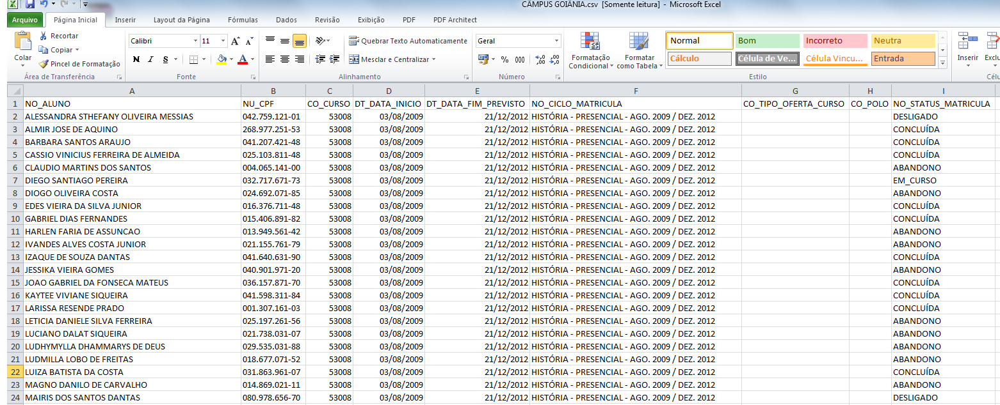 CÂMPUS GOIÂNIA.csv [Somente leitura] - Microsoft Excel
Arquivo Página Inicial Inserir Layout da Página Fórmulas Dados Revisão Exibição PDF PDF Architect
Colar Recortar Calibri 11 Quebrar Texto Automaticamente Geral Formatação Condicional Formatar como Tabela Normal Bom Incorreto Neutra Inserir Exclu
Copiar
Pincel de Formatação N I S A Mesclar e Centralizar % 000 Cálculo Célula de Ve... Célula Vincu... Entrada
Área de Transferência Fonte Alinhamento Número Estilo Célu
A B C D E F G H I
1 NO_ALUNO NU_CPF CO_CURSO DT_DATA_INICIO DT_DATA_FIM_PREVISTO NO_CICLO_MATRICULA CO_TIPO_OFERTA_CURSO CO_POLO NO_STATUS_MATRICULA
2 ALESSANDRA STHEFANY OLIVEIRA MESSIAS 042.759.121-01 53008 03/08/2009 21/12/2012 HISTÓRIA - PRESENCIAL - AGO. 2009 / DEZ. 2012 DESLIGADO
3 ALMIR JOSE DE AQUINO 268.977.251-53 53008 03/08/2009 21/12/2012 HISTÓRIA - PRESENCIAL - AGO. 2009 / DEZ. 2012 CONCLUÍDA
4 BARBARA SANTOS ARAUJO 041.207.421-48 53008 03/08/2009 21/12/2012 HISTÓRIA - PRESENCIAL - AGO. 2009 / DEZ. 2012 CONCLUÍDA
5 CASSIO VINICIUS FERREIRA DE ALMEIDA 025.103.811-48 53008 03/08/2009 21/12/2012 HISTÓRIA - PRESENCIAL - AGO. 2009 / DEZ. 2012 CONCLUÍDA
6 CLAUDIO MARTINS DOS SANTOS 004.065.141-00 53008 03/08/2009 21/12/2012 HISTÓRIA - PRESENCIAL - AGO. 2009 / DEZ. 2012 ABANDONO
7 DIEGO SANTIAGO PEREIRA 032.717.671-73 53008 03/08/2009 21/12/2012 HISTÓRIA - PRESENCIAL - AGO. 2009 / DEZ. 2012 EM_CURSO
8 DIOGO OLIVEIRA COSTA 024.692.071-85 53008 03/08/2009 21/12/2012 HISTÓRIA - PRESENCIAL - AGO. 2009 / DEZ. 2012 ABANDONO
9 EDES VIEIRA DA SILVA JUNIOR 016.376.711-48 53008 03/08/2009 21/12/2012 HISTÓRIA - PRESENCIAL - AGO. 2009 / DEZ. 2012 CONCLUÍDA
10 GABRIEL DIAS FERNANDES 015.406.891-82 53008 03/08/2009 21/12/2012 HISTÓRIA - PRESENCIAL - AGO. 2009 / DEZ. 2012 CONCLUÍDA
11 HARLEN FARIA DE ASSUNCAO 013.949.561-42 53008 03/08/2009 21/12/2012 HISTÓRIA - PRESENCIAL - AGO. 2009 / DEZ. 2012 ABANDONO
12 IVANDES ALVES COSTA JUNIOR 021.155.761-79 53008 03/08/2009 21/12/2012 HISTÓRIA - PRESENCIAL - AGO. 2009 / DEZ. 2012 ABANDONO
13 IZAQUE DE SOUZA DANTAS 041.640.631-90 53008 03/08/2009 21/12/2012 HISTÓRIA - PRESENCIAL - AGO. 2009 / DEZ. 2012 CONCLUÍDA
14 JESSIKA VIEIRA GOMES 040.901.971-20 53008 03/08/2009 21/12/2012 HISTÓRIA - PRESENCIAL - AGO. 2009 / DEZ. 2012 ABANDONO
15 JOAO GABRIEL DA FONSECA MATEUS 036.157.871-70 53008 03/08/2009 21/12/2012 HISTÓRIA - PRESENCIAL - AGO. 2009 / DEZ. 2012 CONCLUÍDA
16 KAYTEE VIVIANE SIQUEIRA 041.598.311-84 53008 03/08/2009 21/12/2012 HISTÓRIA - PRESENCIAL - AGO. 2009 / DEZ. 2012 CONCLUÍDA
17 LARISSA RESENDE PRADO 001.307.161-03 53008 03/08/2009 21/12/2012 HISTÓRIA - PRESENCIAL - AGO. 2009 / DEZ. 2012 CONCLUÍDA
18 LETICIA DANIELE SILVA FERREIRA 025.197.261-56 53008 03/08/2009 21/12/2012 HISTÓRIA - PRESENCIAL - AGO. 2009 / DEZ. 2012 ABANDONO
19 LUCIANO DALAT SIQUEIRA 021.738.031-07 53008 03/08/2009 21/12/2012 HISTÓRIA - PRESENCIAL - AGO. 2009 / DEZ. 2012 ABANDONO
20 LUDHYMYLLA DHAMMARYS DE DEUS 029.535.031-88 53008 03/08/2009 21/12/2012 HISTÓRIA - PRESENCIAL - AGO. 2009 / DEZ. 2012 ABANDONO
21 LUDMILLA LOBO DE FREITAS 018.677.071-52 53008 03/08/2009 21/12/2012 HISTÓRIA - PRESENCIAL - AGO. 2009 / DEZ. 2012 ABANDONO
22 LUIZA BATISTA DA COSTA 031.863.961-07 53008 03/08/2009 21/12/2012 HISTÓRIA - PRESENCIAL - AGO. 2009 / DEZ. 2012 CONCLUÍDA
23 MAGNO DANILO DE CARVALHO 014.869.021-11 53008 03/08/2009 21/12/2012 HISTÓRIA - PRESENCIAL - AGO. 2009 / DEZ. 2012 ABANDONO
24 MAIRIS DOS SANTOS DANTAS 080.978.656-70 53008 03/08/2009 21/12/2012 HISTÓRIA - PRESENCIAL - AGO. 2009 / DEZ. 2012 DESLIGADO